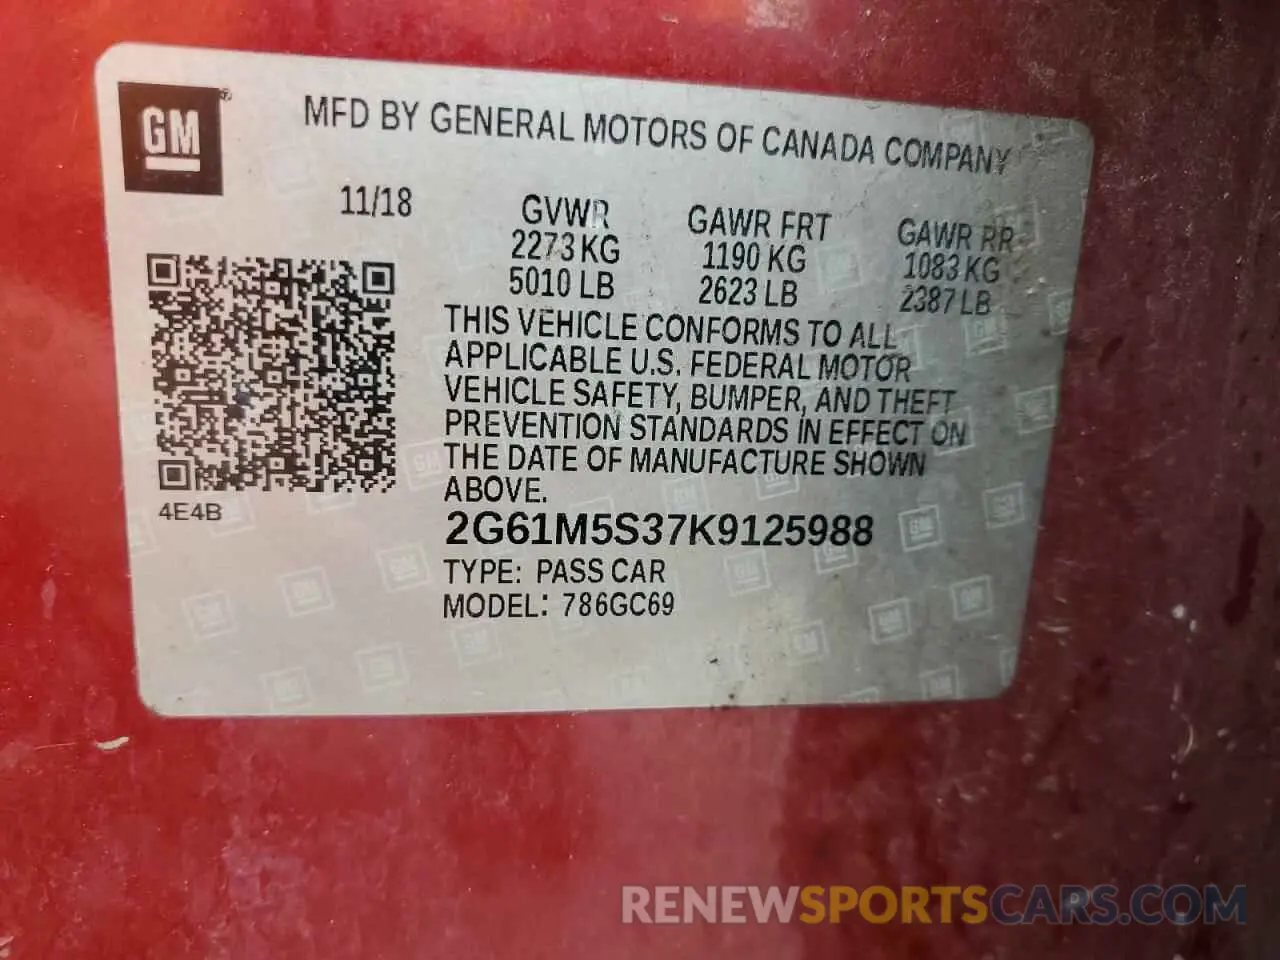 GM
MFD BY GENERAL MOTORS OF CANADA COMPANY
11/18
GVWR
2273 KG
5010 LB
GAWR FRT
1190 KG
2623 LB
GAWR RR
1083 KG
2387 LB
THIS VEHICLE CONFORMS TO ALL
APPLICABLE U.S. FEDERAL MOTOR
VEHICLE SAFETY, BUMPER, AND THEFT
PREVENTION STANDARDS IN EFFECT ON
THE DATE OF MANUFACTURE SHOWN
ABOVE.
4E4B
2G61M5S37K9125988
TYPE: PASS CAR
MODEL: 786GC69
RENEWSPORTSCARS.COM